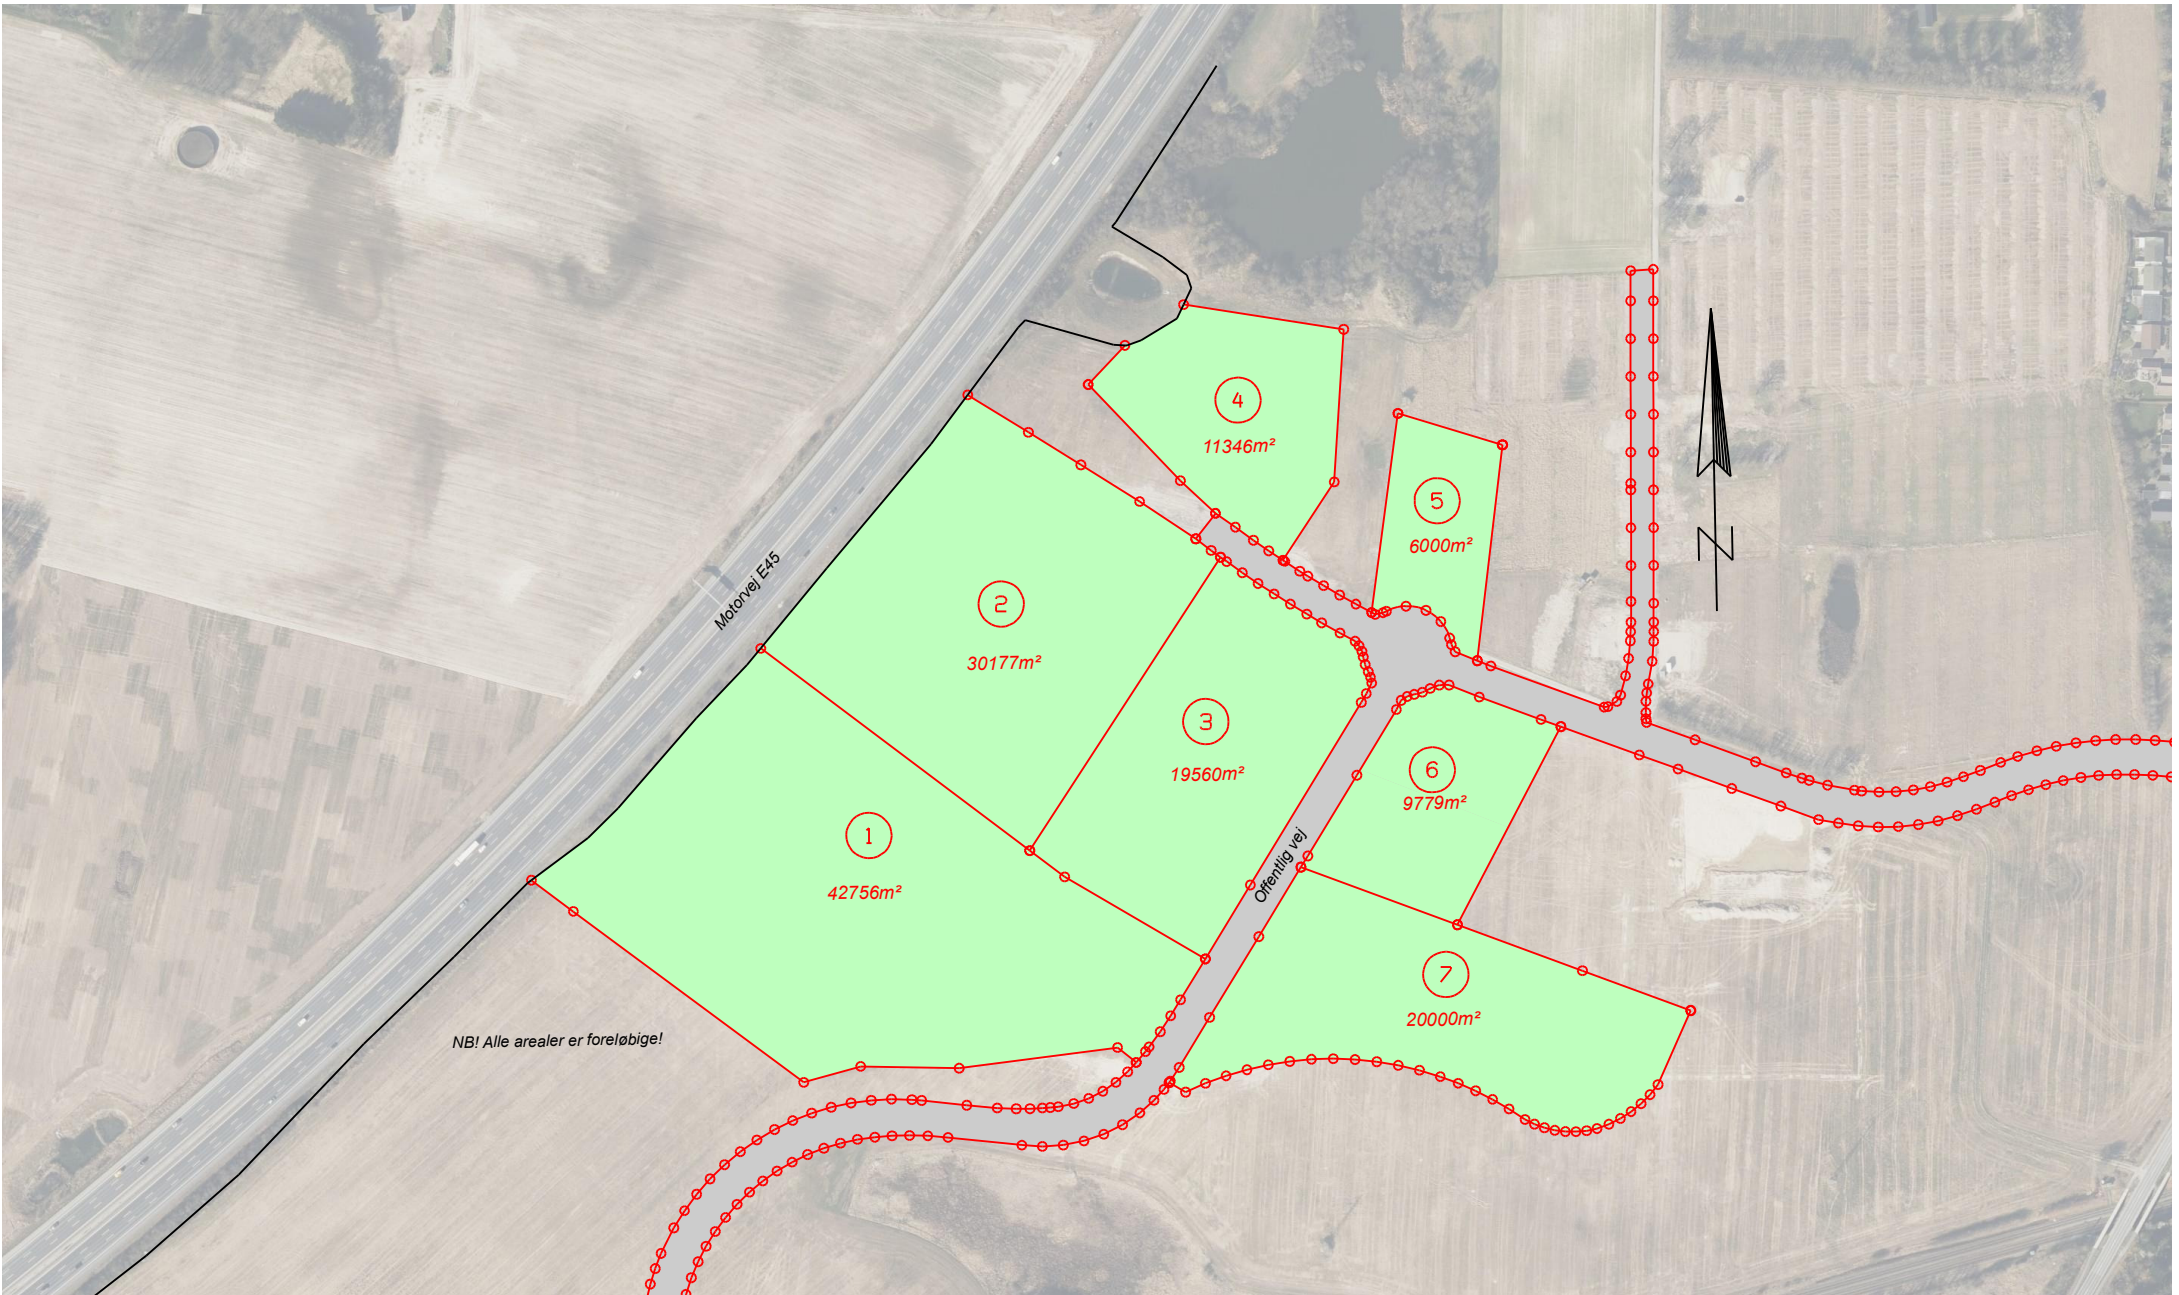 4
11346m²
5
6000m²
2
30177m²
Motorvej E45
N
3
19560m²
6
9779m²
1
42756m²
Offentlig vej
7
20000m²
NB! Alle arealer er foreløbige!